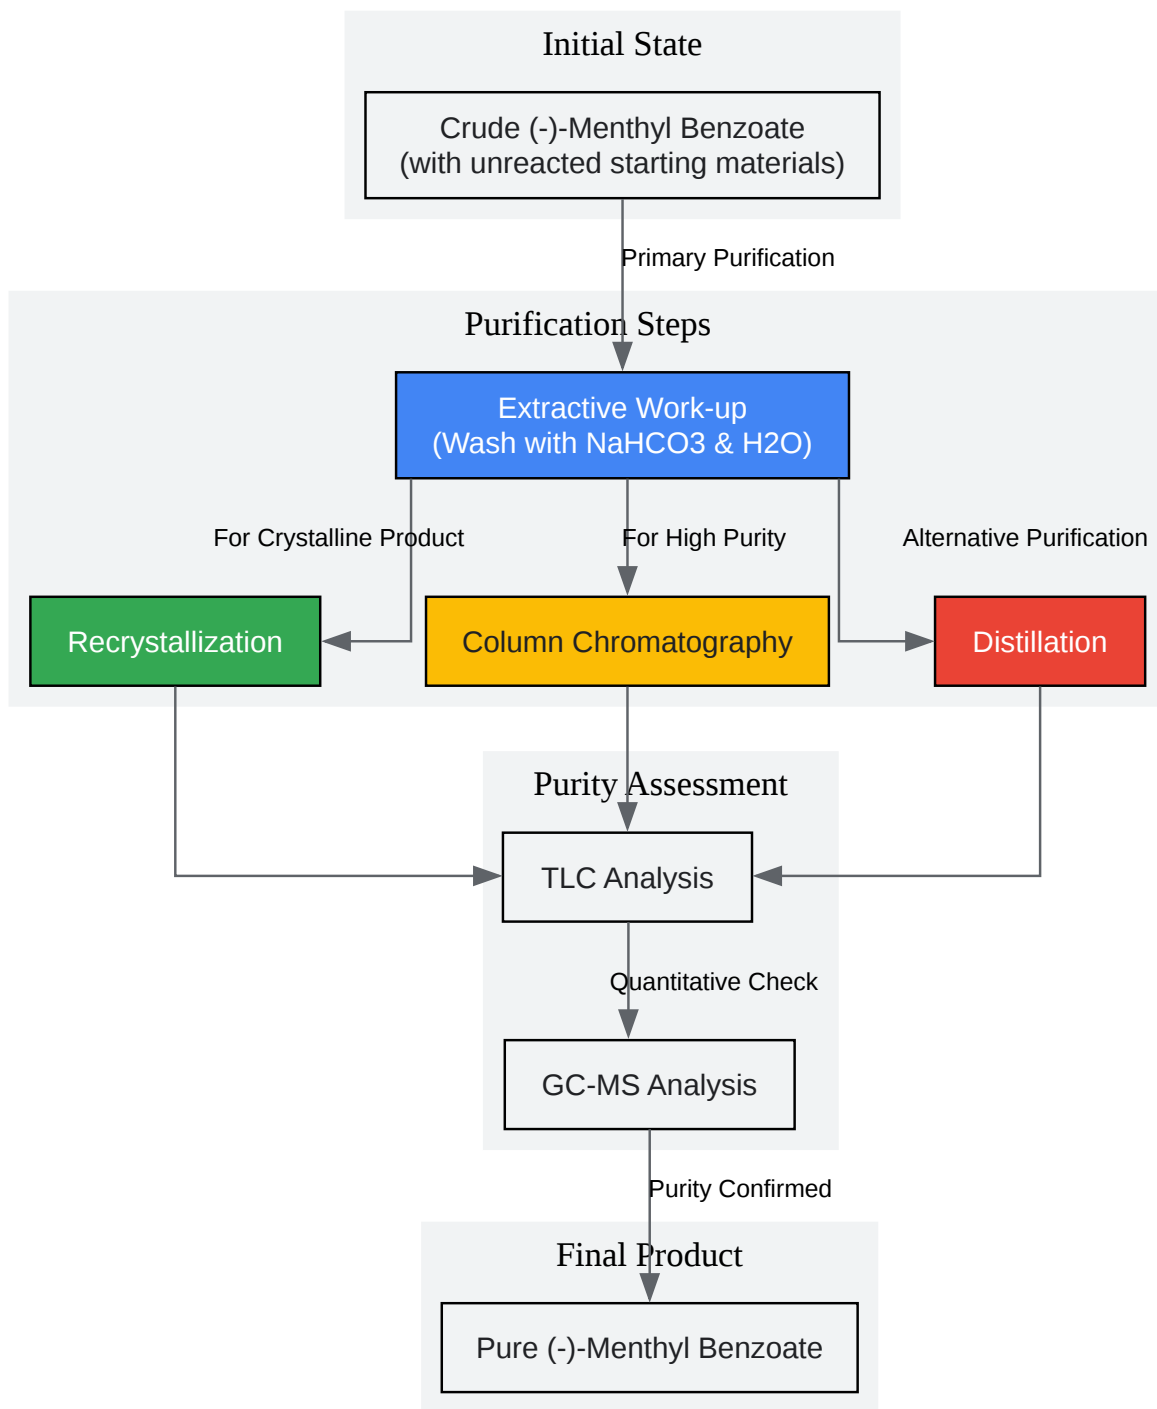 Initial State
Crude (-)-Menthyl Benzoate
(with unreacted starting materials)
Primary Purification
Purification Steps
Extractive Work-up
(Wash with NaHCO3 & H2O)
For Crystalline Product
For High Purity
Alternative Purification
Recrystallization
Column Chromatography
Distillation
Purity Assessment
TLC Analysis
Quantitative Check
GC-MS Analysis
Purity Confirmed
Final Product
Pure (-)-Menthyl Benzoate